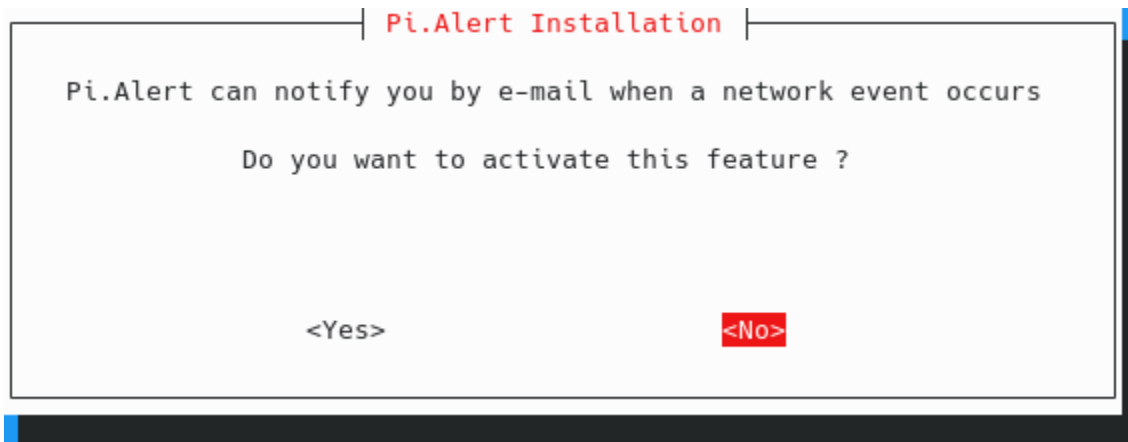 Pi.Alert Installation
Pi.Alert can notify you by e-mail when a network event occurs
Do you want to activate this feature ?
<Yes> <No>